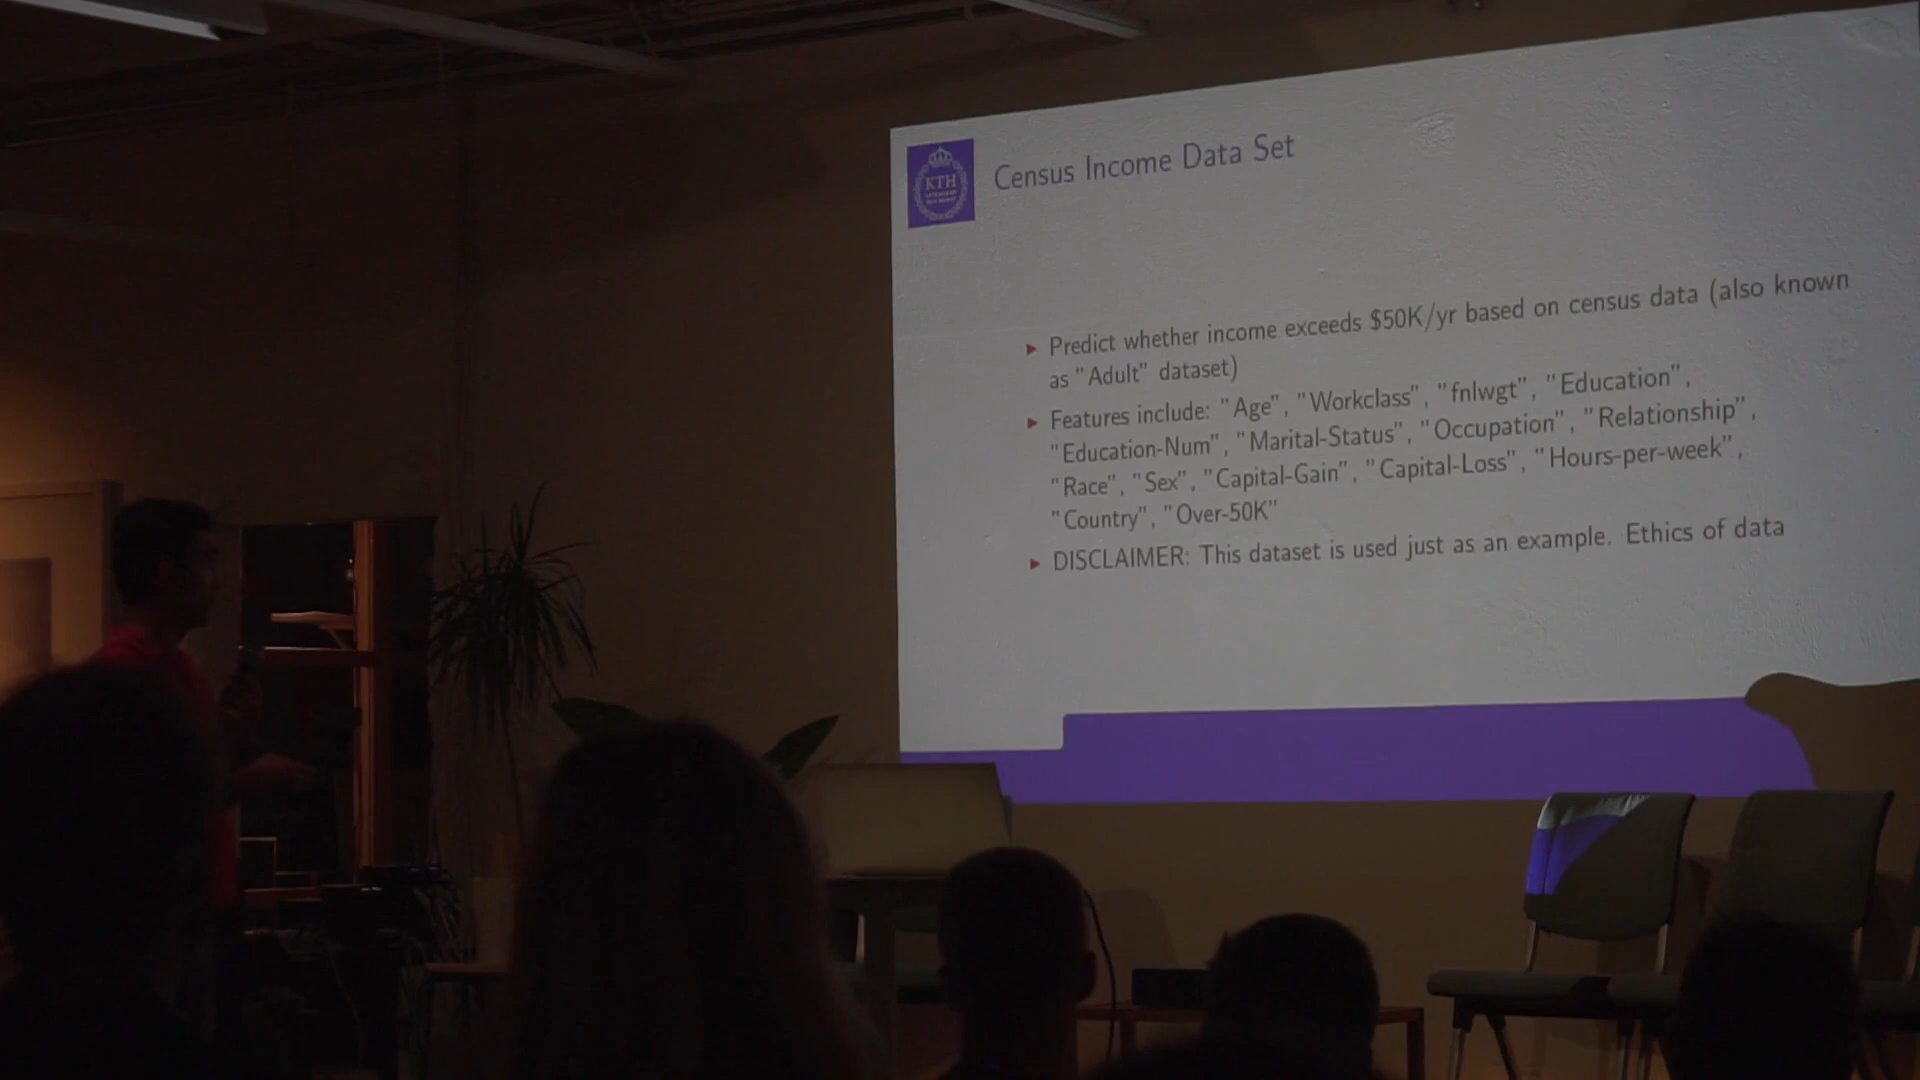 KTH
Census Income Data Set
► Predict whether income exceeds $50K/yr based on census data (also known
as "Adult" dataset)
► Features include: "Age", "Workclass", "fnlwgt", "Education",
"Education-Num", "Marital-Status", "Occupation", "Relationship",
"Race", "Sex", "Capital-Gain", "Capital-Loss", "Hours-per-week",
"Country", "Over-50K"
► DISCLAIMER: This dataset is used just as an example. Ethics of data